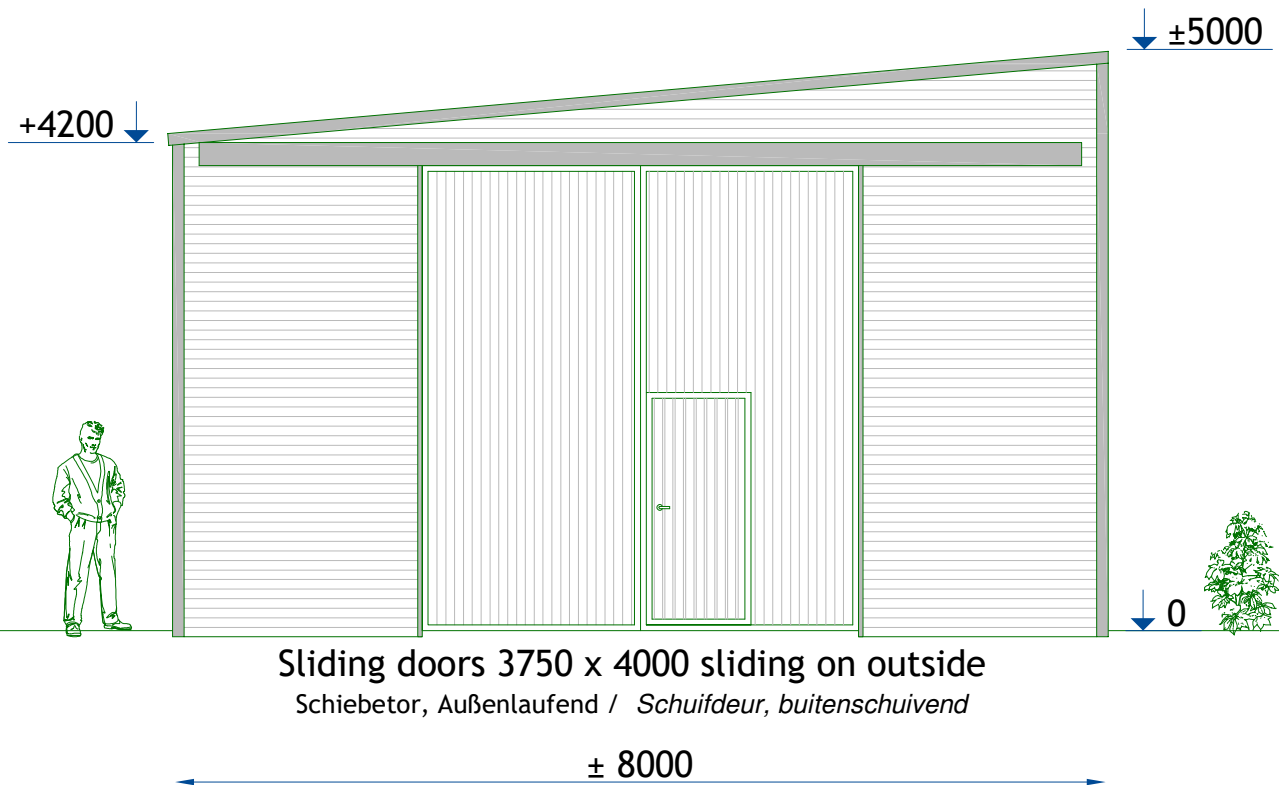 ±5000
+4200
0
Sliding doors 3750 x 4000 sliding on outside
Schiebetor, Außenlaufend / Schuifdeur, buitenschuivend
± 8000